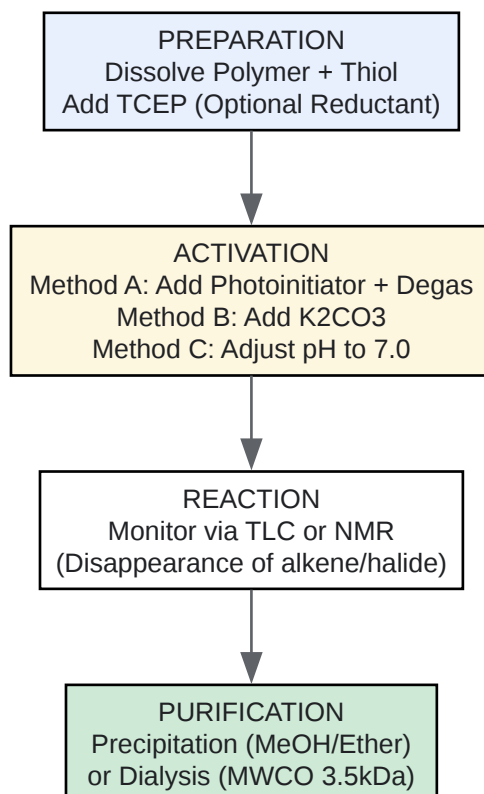 PREPARATION
Dissolve Polymer + Thiol
Add TCEP (Optional Reductant)
ACTIVATION
Method A: Add Photoinitiator + Degas
Method B: Add K2CO3
Method C: Adjust pH to 7.0
REACTION
Monitor via TLC or NMR
(Disappearance of alkene/halide)
PURIFICATION
Precipitation (MeOH/Ether)
or Dialysis (MWCO 3.5kDa)